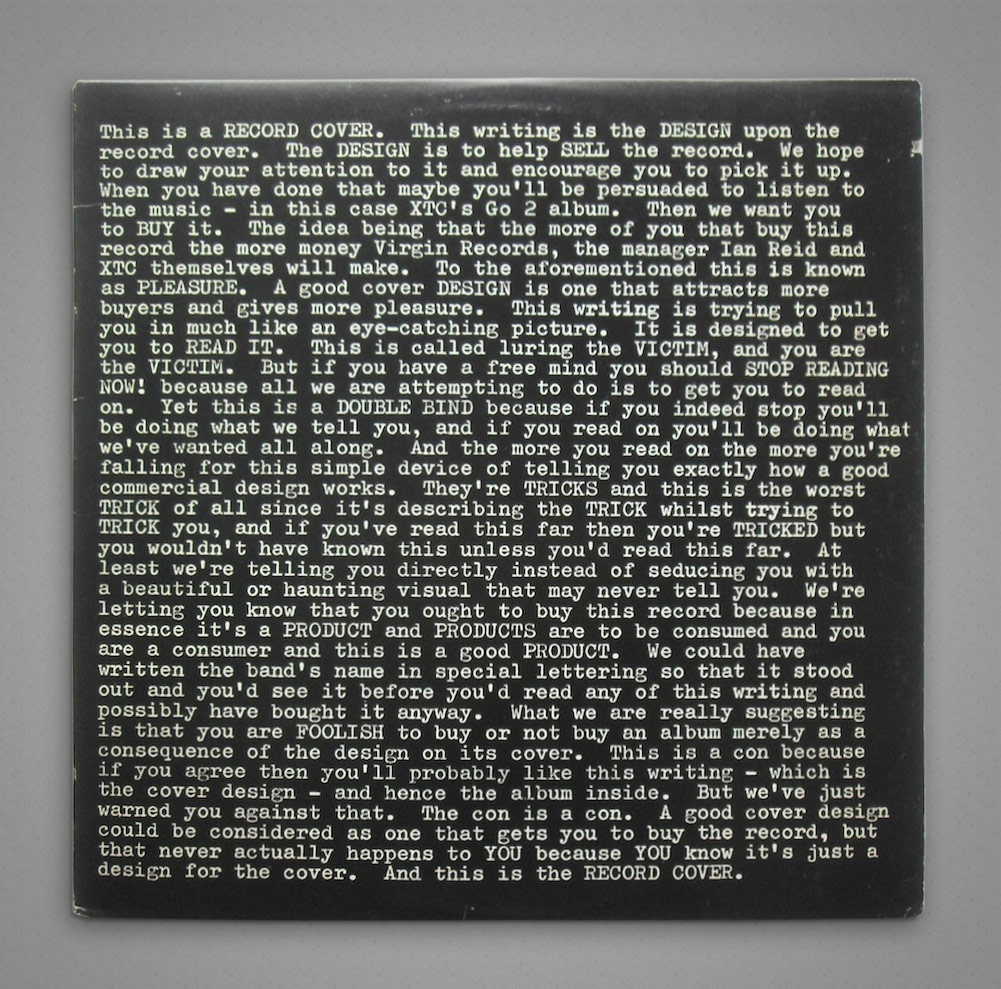 This is a RECORD COVER.  This writing is the DESIGN upon the
record cover.  The DESIGN is to help SELL the record.  We hope
to draw your attention to it and encourage you to pick it up.
When you have done that maybe you'll be persuaded to listen to
the music - in this case XTC's Go 2 album.  Then we want you
to BUY it.  The idea being that the more of you that buy this
record the more money Virgin Records, the manager Ian Reid and
XTC themselves will make.  To the aforementioned this is known
as PLEASURE.  A good cover DESIGN is one that attracts more
buyers and gives more pleasure.  This writing is trying to pull
you in much like an eye-catching picture.  It is designed to get
you to READ IT.  This is called luring the VICTIM, and you are
the VICTIM.  But if you have a free mind you should STOP READING
NOW! because all we are attempting to do is to get you to read
on.  Yet this is a DOUBLE BIND because if you indeed stop you'll
be doing what we tell you, and if you read on you'll be doing what
we've wanted all along.  And the more you read on the more you're
falling for this simple device of telling you exactly how a good
commercial design works.  They're TRICKS and this is the worst
TRICK of all since it's describing the TRICK whilst trying to
TRICK you, and if you've read this far then you're TRICKED but
you wouldn't have known this unless you'd read this far.  At
least we're telling you directly instead of seducing you with
a beautiful or haunting visual that may never tell you.  We're
letting you know that you ought to buy this record because in
essence it's a PRODUCT and PRODUCTS are to be consumed and you
are a consumer and this is a good PRODUCT.  We could have
written the band's name in special lettering so that it stood
out and you'd see it before you'd read any of this writing and
possibly have bought it anyway.  What we are really suggesting
is that you are FOOLISH to buy or not buy an album merely as a
consequence of the design on its cover.  This is a con because
if you agree then you'll probably like this writing - which is
the cover design - and hence the album inside.  But we've just
warned you against that.  The con is a con.  A good cover design
could be considered as one that gets you to buy the record, but
that never actually happens to YOU because YOU know it's just a
design for the cover.  And this is the RECORD COVER.